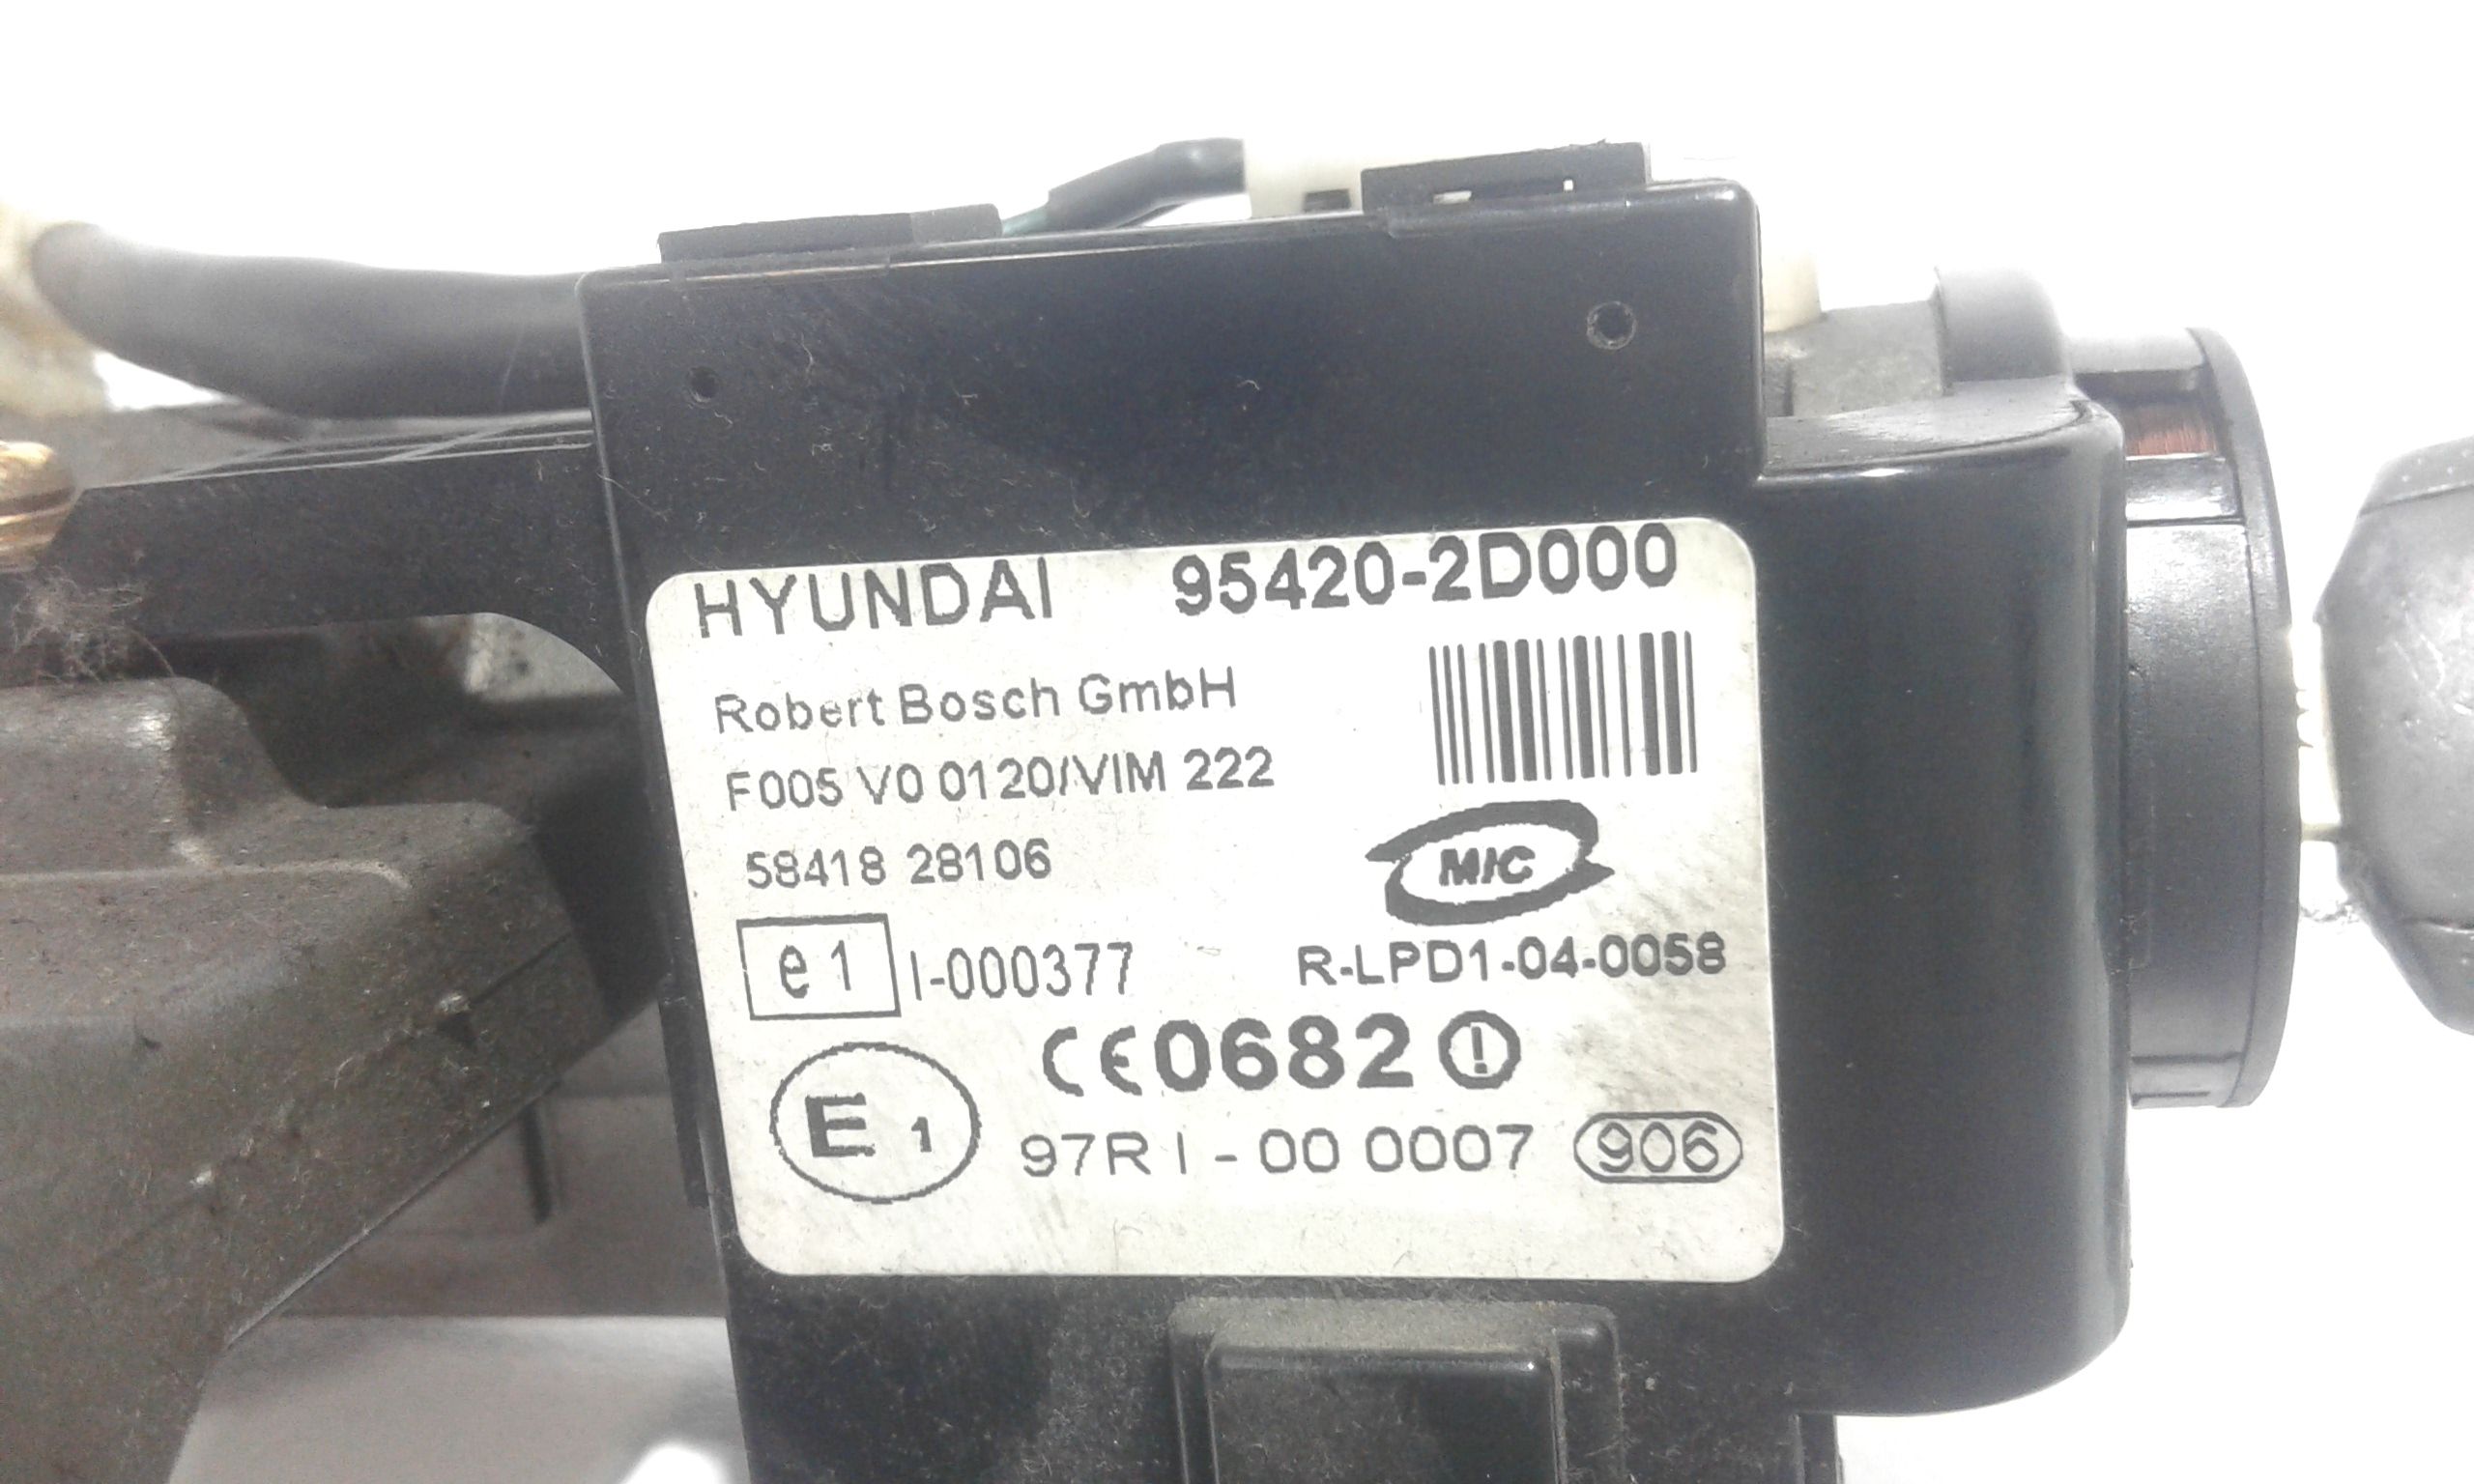 HYUNDAI 95420-2D000
Robert Bosch GmbH
F005 V0 0120/VIM 222
58418 28106
MIC
e1 I-000377 R-LPD1-04-0058
CE0682 !
E1 97R I - 00 0007 906